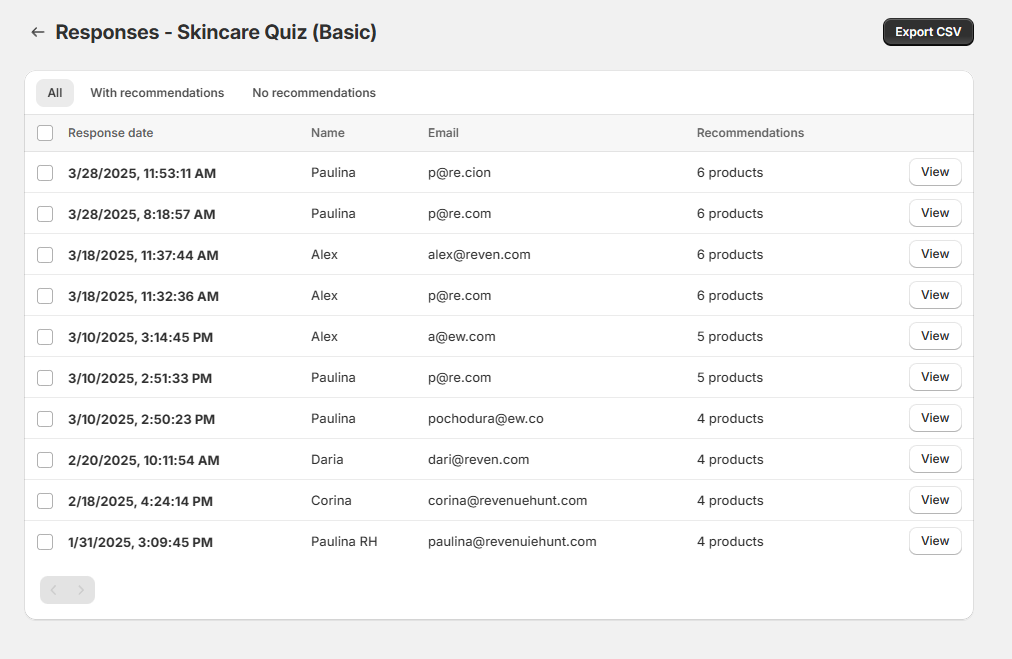 Responses - Skincare Quiz (Basic) Export CSV
All With recommendations No recommendations
Response date Name Email Recommendations
3/28/2025, 11:53:11 AM Paulina p@re.cion 6 products View
3/28/2025, 8:18:57 AM Paulina p@re.com 6 products View
3/18/2025, 11:37:44 AM Alex alex@reven.com 6 products View
3/18/2025, 11:32:36 AM Alex p@re.com 6 products View
3/10/2025, 3:14:45 PM Alex a@ew.com 5 products View
3/10/2025, 2:51:33 PM Paulina p@re.com 5 products View
3/10/2025, 2:50:23 PM Paulina pochodura@ew.co 4 products View
2/20/2025, 10:11:54 AM Daria dari@reven.com 4 products View
2/18/2025, 4:24:14 PM Corina corina@revenuehunt.com 4 products View
1/31/2025, 3:09:45 PM Paulina RH paulina@revenuiehunt.com 4 products View